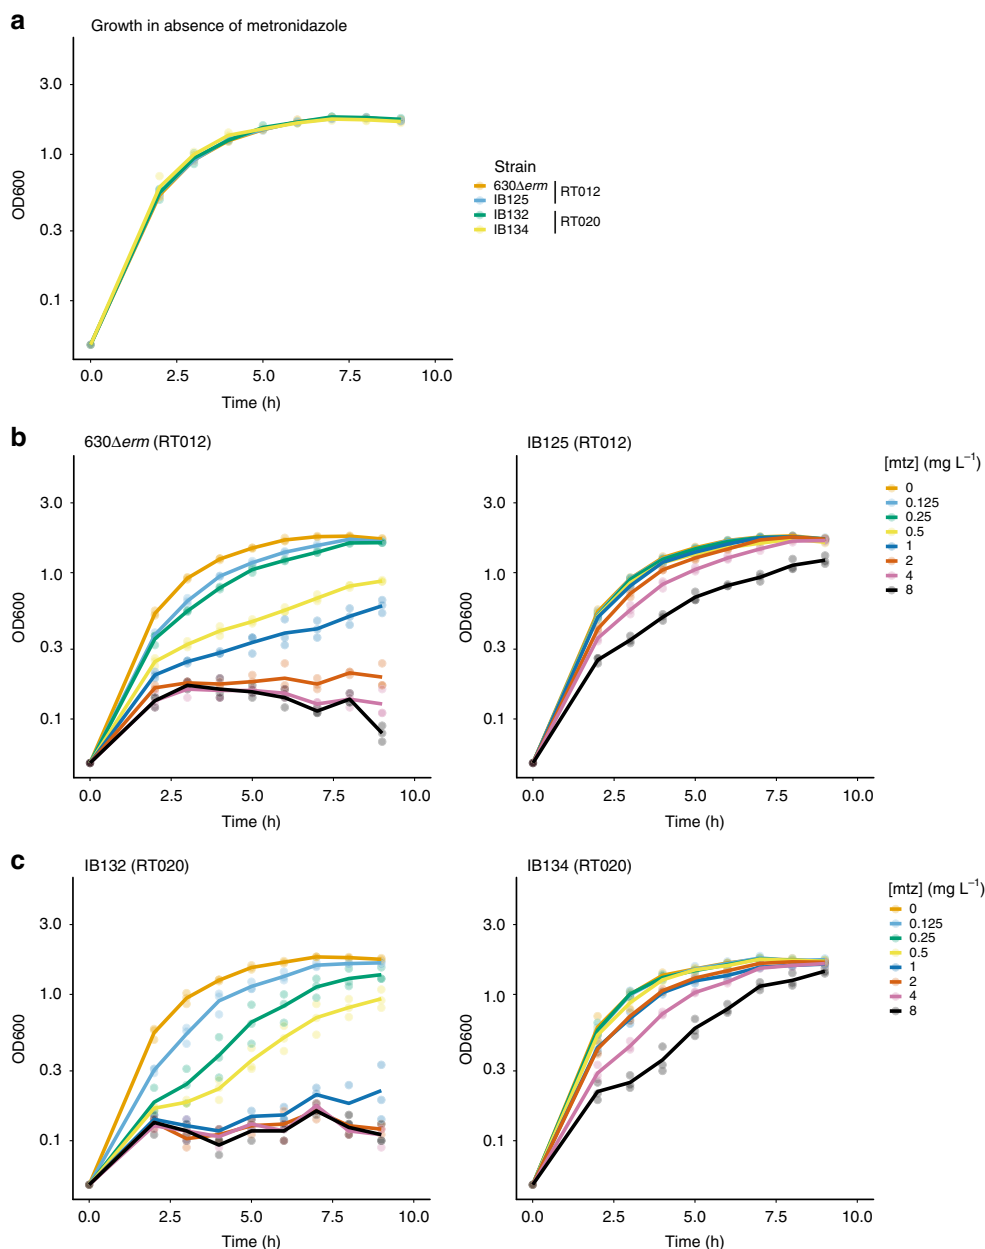 a
Growth in absence of metronidazole
3.0
1.0
0.3
0.1
OD600
0.0 2.5 5.0 7.5 10.0
Time (h)
Strain
630Δerm
IB125
RT012
IB132
IB134
RT020
b
630Δerm (RT012)
3.0
1.0
0.3
0.1
OD600
0.0 2.5 5.0 7.5 10.0
Time (h)
IB125 (RT012)
3.0
1.0
0.3
0.1
OD600
0.0 2.5 5.0 7.5 10.0
Time (h)
[mtz] (mg L⁻¹)
0
0.125
0.25
0.5
1
2
4
8
c
IB132 (RT020)
3.0
1.0
0.3
0.1
OD600
0.0 2.5 5.0 7.5 10.0
Time (h)
IB134 (RT020)
3.0
1.0
0.3
0.1
OD600
0.0 2.5 5.0 7.5 10.0
Time (h)
[mtz] (mg L⁻¹)
0
0.125
0.25
0.5
1
2
4
8